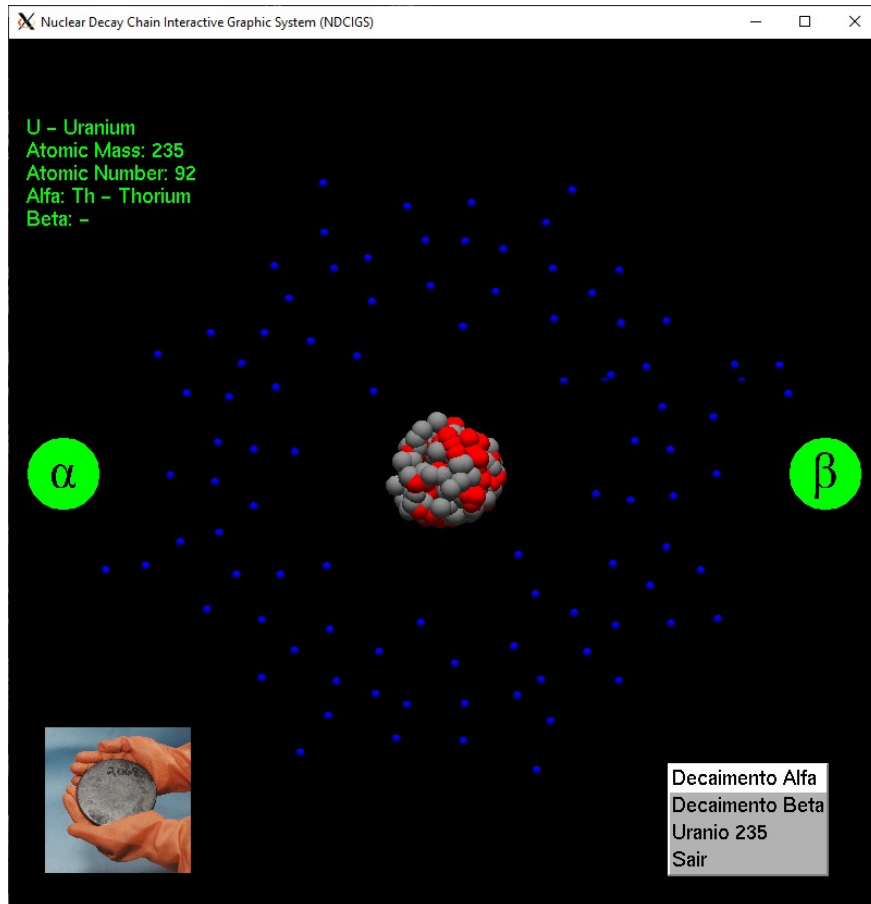 Nuclear Decay Chain Interactive Graphic System (NDCIGS)
U - Uranium
Atomic Mass: 235
Atomic Number: 92
Alfa: Th - Thorium
Beta: -
α
β
Decaimento Alfa
Decaimento Beta
Uranio 235
Sair